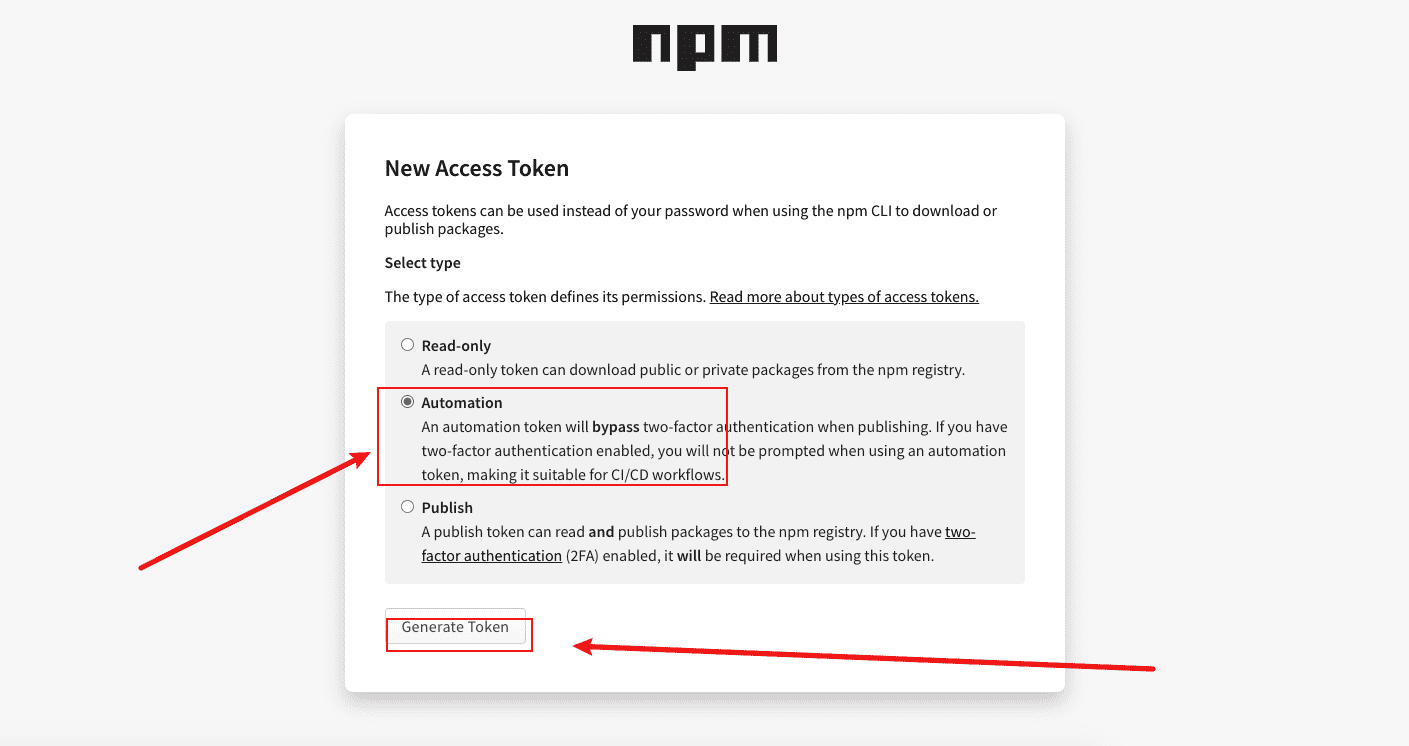 npm
New Access Token
Access tokens can be used instead of your password when using the npm CLI to download or
publish packages.
Select type
The type of access token defines its permissions. Read more about types of access tokens.
Read-only
A read-only token can download public or private packages from the npm registry.
Automation
An automation token will bypass two-factor authentication when publishing. If you have
two-factor authentication enabled, you will not be prompted when using an automation
token, making it suitable for CI/CD workflows.
Publish
A publish token can read and publish packages to the npm registry. If you have two-
factor authentication (2FA) enabled, it will be required when using this token.
Generate Token